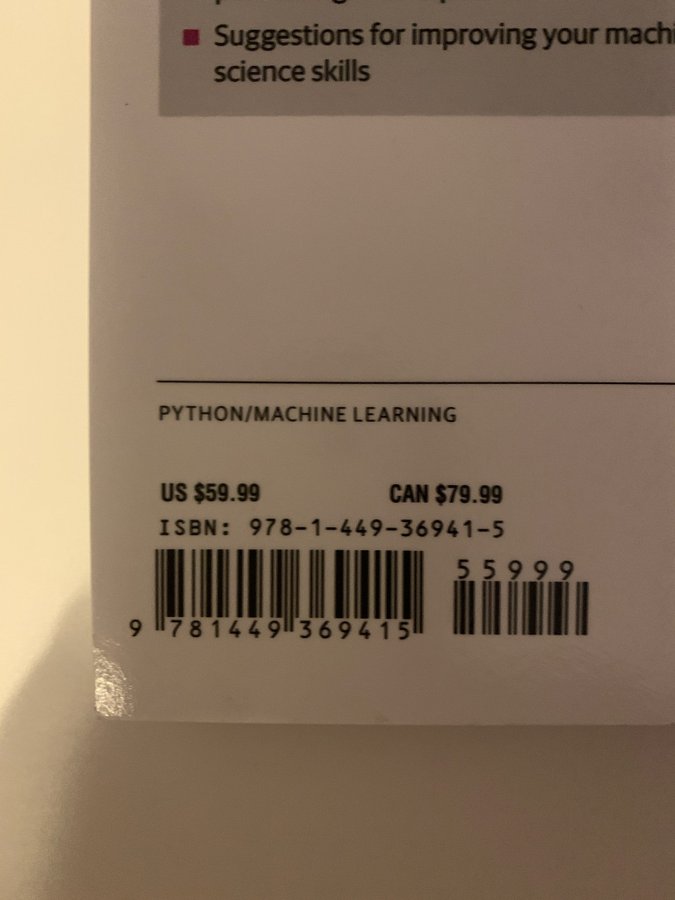 ■ Suggestions for improving your machi
science skills
PYTHON/MACHINE LEARNING
US $59.99 CAN $79.99
ISBN: 978-1-449-36941-5
55999
9 781449 369415